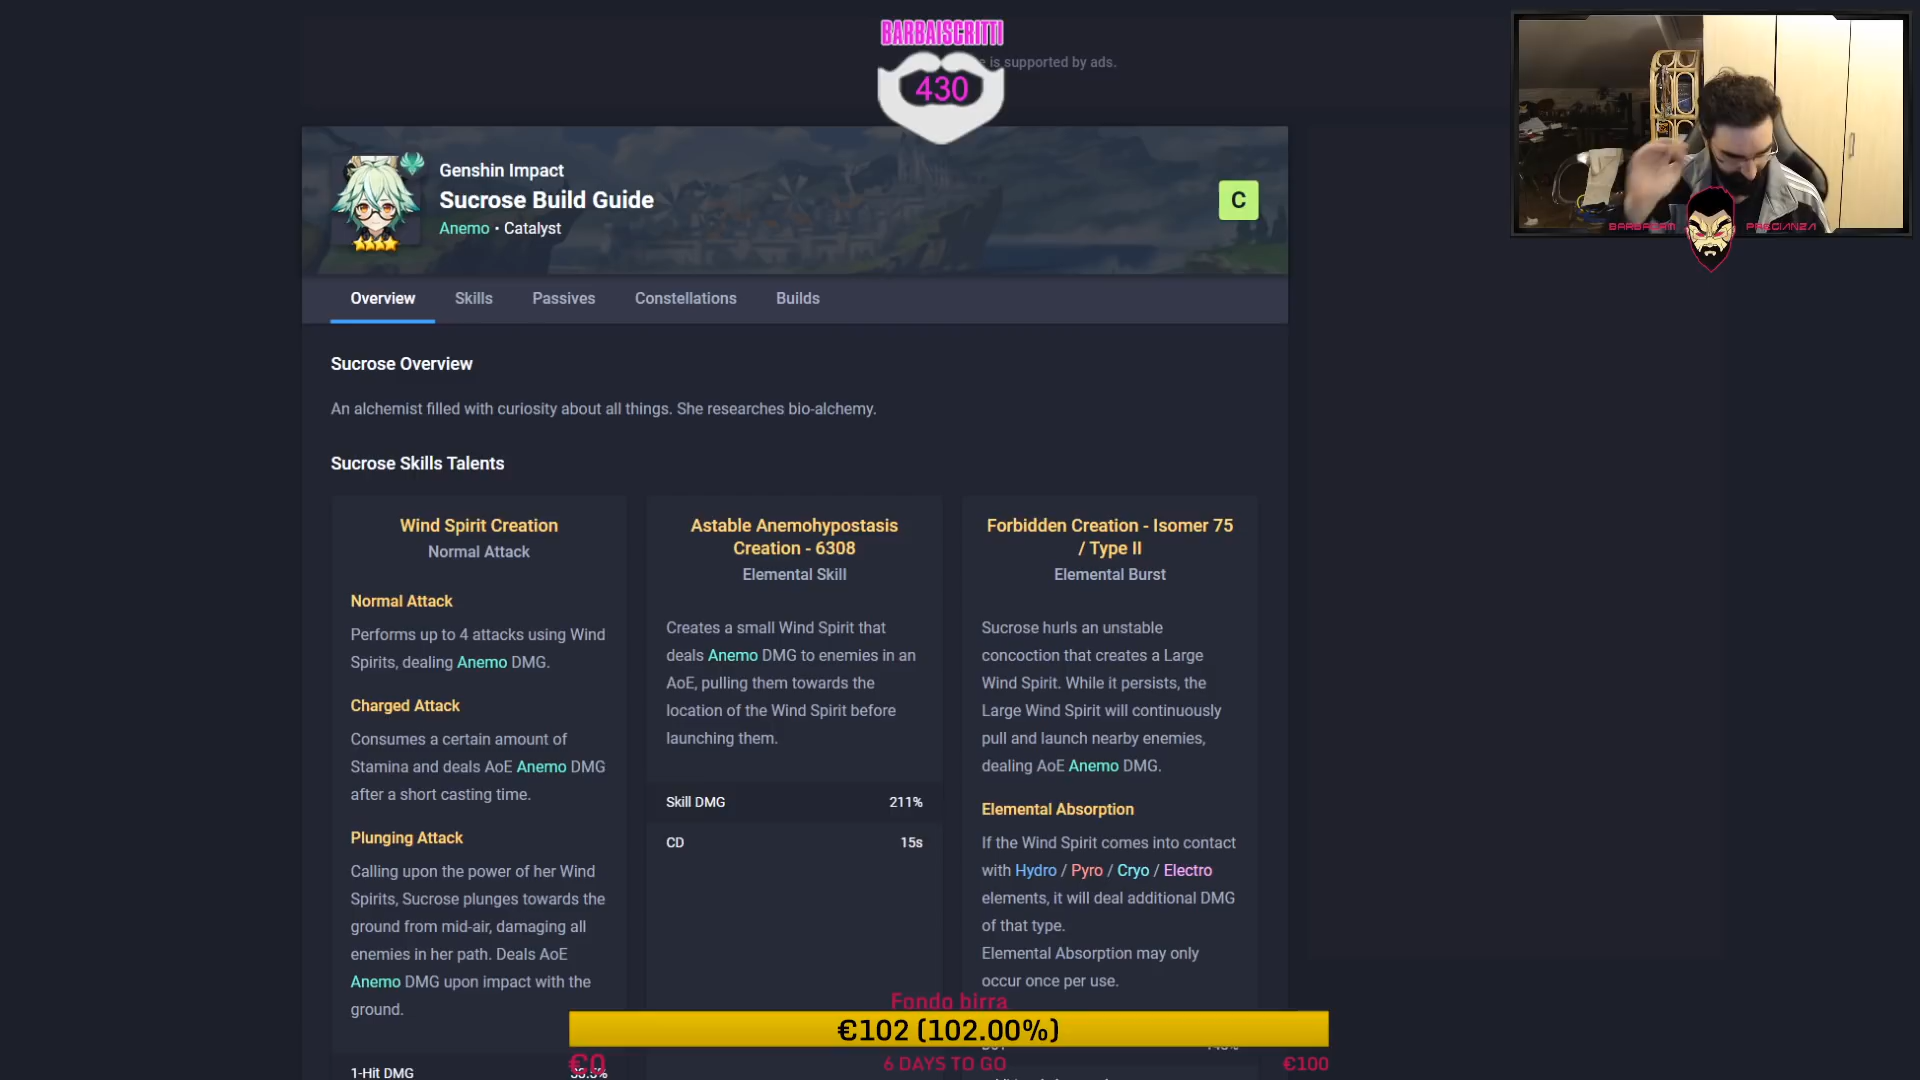 BARBAISCRITTI
430
e is supported by ads.
Genshin Impact
Sucrose Build Guide
Anemo • Catalyst
C
Overview
Skills
Passives
Constellations
Builds
Sucrose Overview
An alchemist filled with curiosity about all things. She researches bio-alchemy.
Sucrose Skills Talents
Wind Spirit Creation
Normal Attack
Normal Attack
Performs up to 4 attacks using Wind
Spirits, dealing Anemo DMG.
Charged Attack
Consumes a certain amount of
Stamina and deals AoE Anemo DMG
after a short casting time.
Plunging Attack
Calling upon the power of her Wind
Spirits, Sucrose plunges towards the
ground from mid-air, damaging all
enemies in her path. Deals AoE
Anemo DMG upon impact with the
ground.
1-Hit DMG
Astable Anemohypostasis
Creation - 6308
Elemental Skill
Creates a small Wind Spirit that
deals Anemo DMG to enemies in an
AoE, pulling them towards the
location of the Wind Spirit before
launching them.
Skill DMG 211%
CD 15s
Forbidden Creation - Isomer 75
/ Type II
Elemental Burst
Sucrose hurls an unstable
concoction that creates a Large
Wind Spirit. While it persists, the
Large Wind Spirit will continuously
pull and launch nearby enemies,
dealing AoE Anemo DMG.
Elemental Absorption
If the Wind Spirit comes into contact
with Hydro / Pyro / Cryo / Electro
elements, it will deal additional DMG
of that type.
Elemental Absorption may only
occur once per use.
Fondo birra
€102 (102.00%)
€0
6 DAYS TO GO
€100